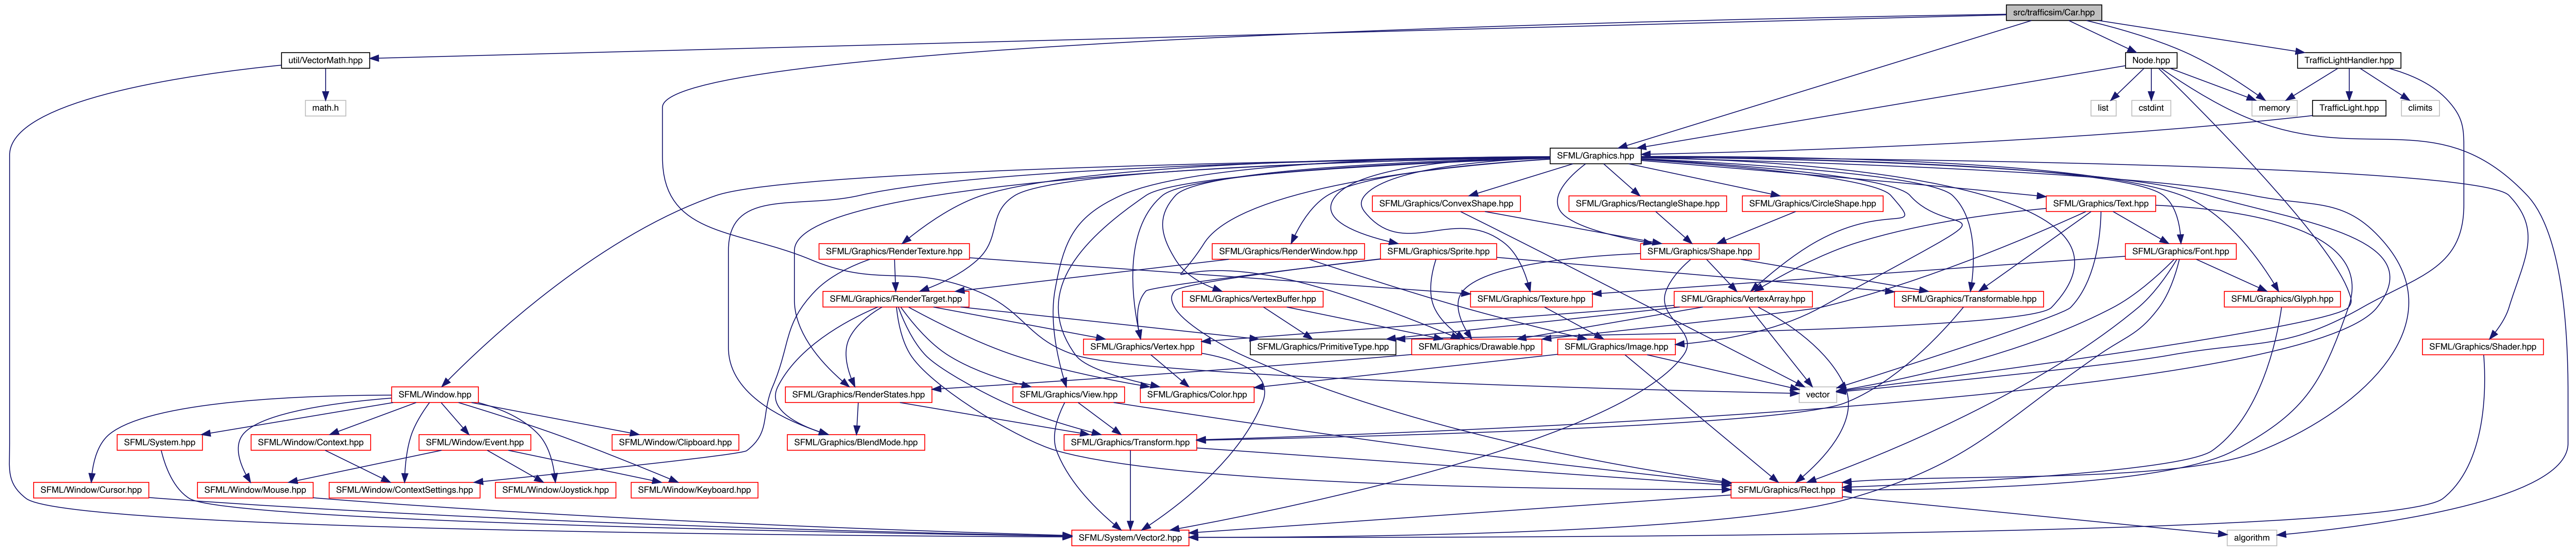 src/trafficsim/Car.hpp
util/VectorMath.hpp
Node.hpp
TrafficLightHandler.hpp
math.h
list
cstdint
memory
TrafficLight.hpp
climits
SFML/Graphics.hpp
SFML/Graphics/ConvexShape.hpp
SFML/Graphics/RectangleShape.hpp
SFML/Graphics/CircleShape.hpp
SFML/Graphics/Text.hpp
SFML/Graphics/RenderTexture.hpp
SFML/Graphics/RenderWindow.hpp
SFML/Graphics/Sprite.hpp
SFML/Graphics/Shape.hpp
SFML/Graphics/Font.hpp
SFML/Graphics/RenderTarget.hpp
SFML/Graphics/VertexBuffer.hpp
SFML/Graphics/Texture.hpp
SFML/Graphics/VertexArray.hpp
SFML/Graphics/Transformable.hpp
SFML/Graphics/Glyph.hpp
SFML/Graphics/Vertex.hpp
SFML/Graphics/PrimitiveType.hpp
SFML/Graphics/Drawable.hpp
SFML/Graphics/Image.hpp
SFML/Graphics/Shader.hpp
SFML/Window.hpp
SFML/Graphics/RenderStates.hpp
SFML/Graphics/View.hpp
SFML/Graphics/Color.hpp
vector
SFML/System.hpp
SFML/Window/Context.hpp
SFML/Window/Event.hpp
SFML/Window/Clipboard.hpp
SFML/Graphics/BlendMode.hpp
SFML/Graphics/Transform.hpp
SFML/Window/Cursor.hpp
SFML/Window/Mouse.hpp
SFML/Window/ContextSettings.hpp
SFML/Window/Joystick.hpp
SFML/Window/Keyboard.hpp
SFML/Graphics/Rect.hpp
SFML/System/Vector2.hpp
algorithm